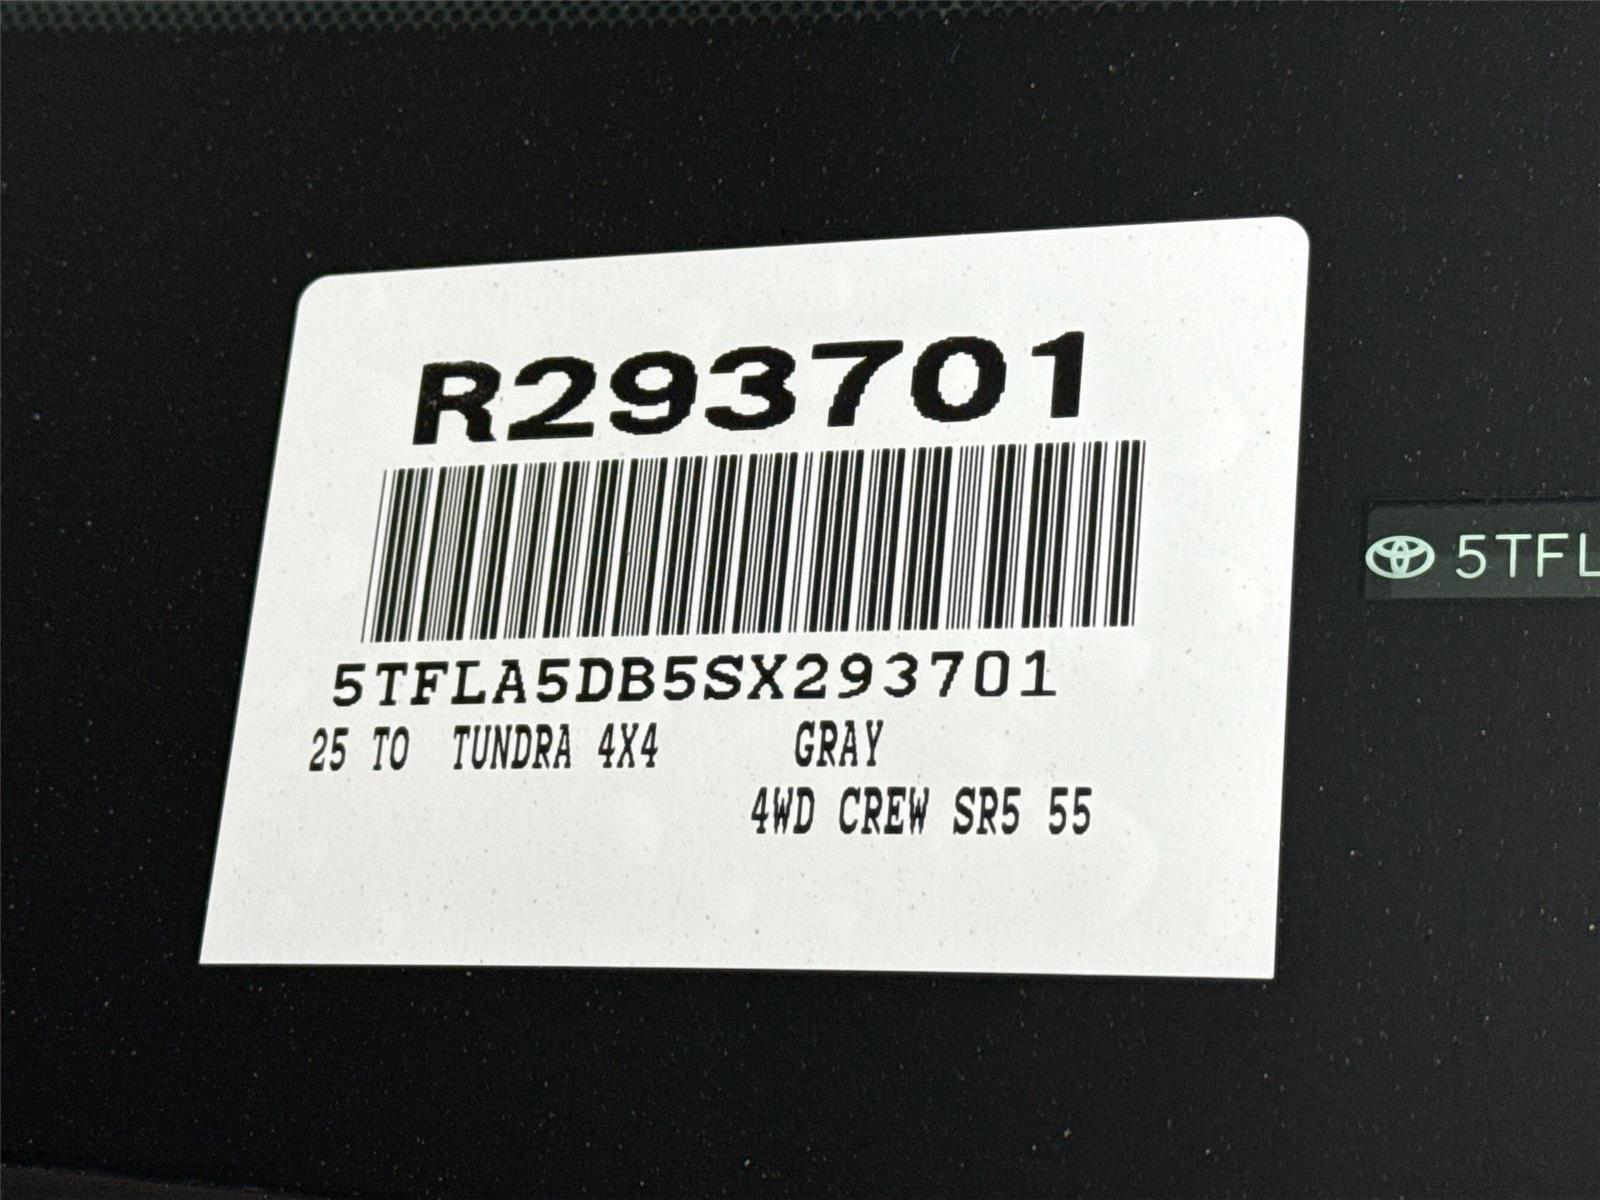 R293701
5TFLA5DB5SX293701
25 TO TUNDRA 4X4 GRAY
4WD CREW SR5 55
5TFL